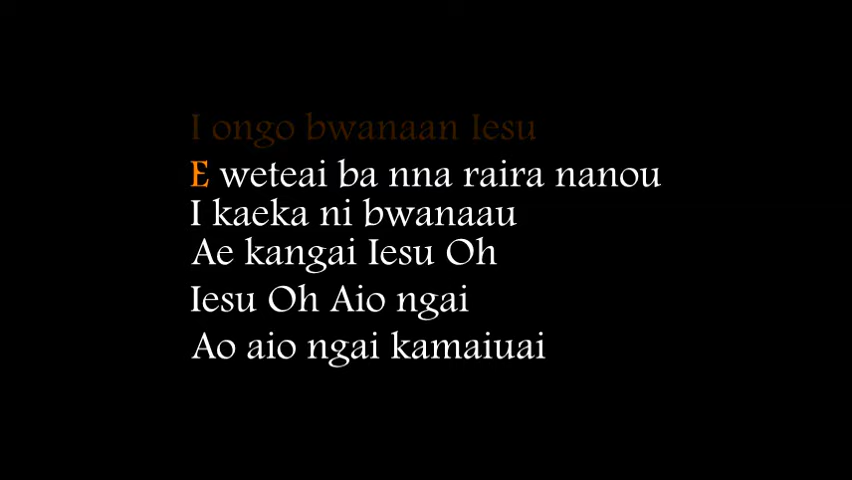 I ongo bwanaan Iesu
E weteai ba nna raira nanou
I kaeka ni bwanaau
Ae kangai Iesu Oh
Iesu Oh Aio ngai
Ao aio ngai kamaiuai